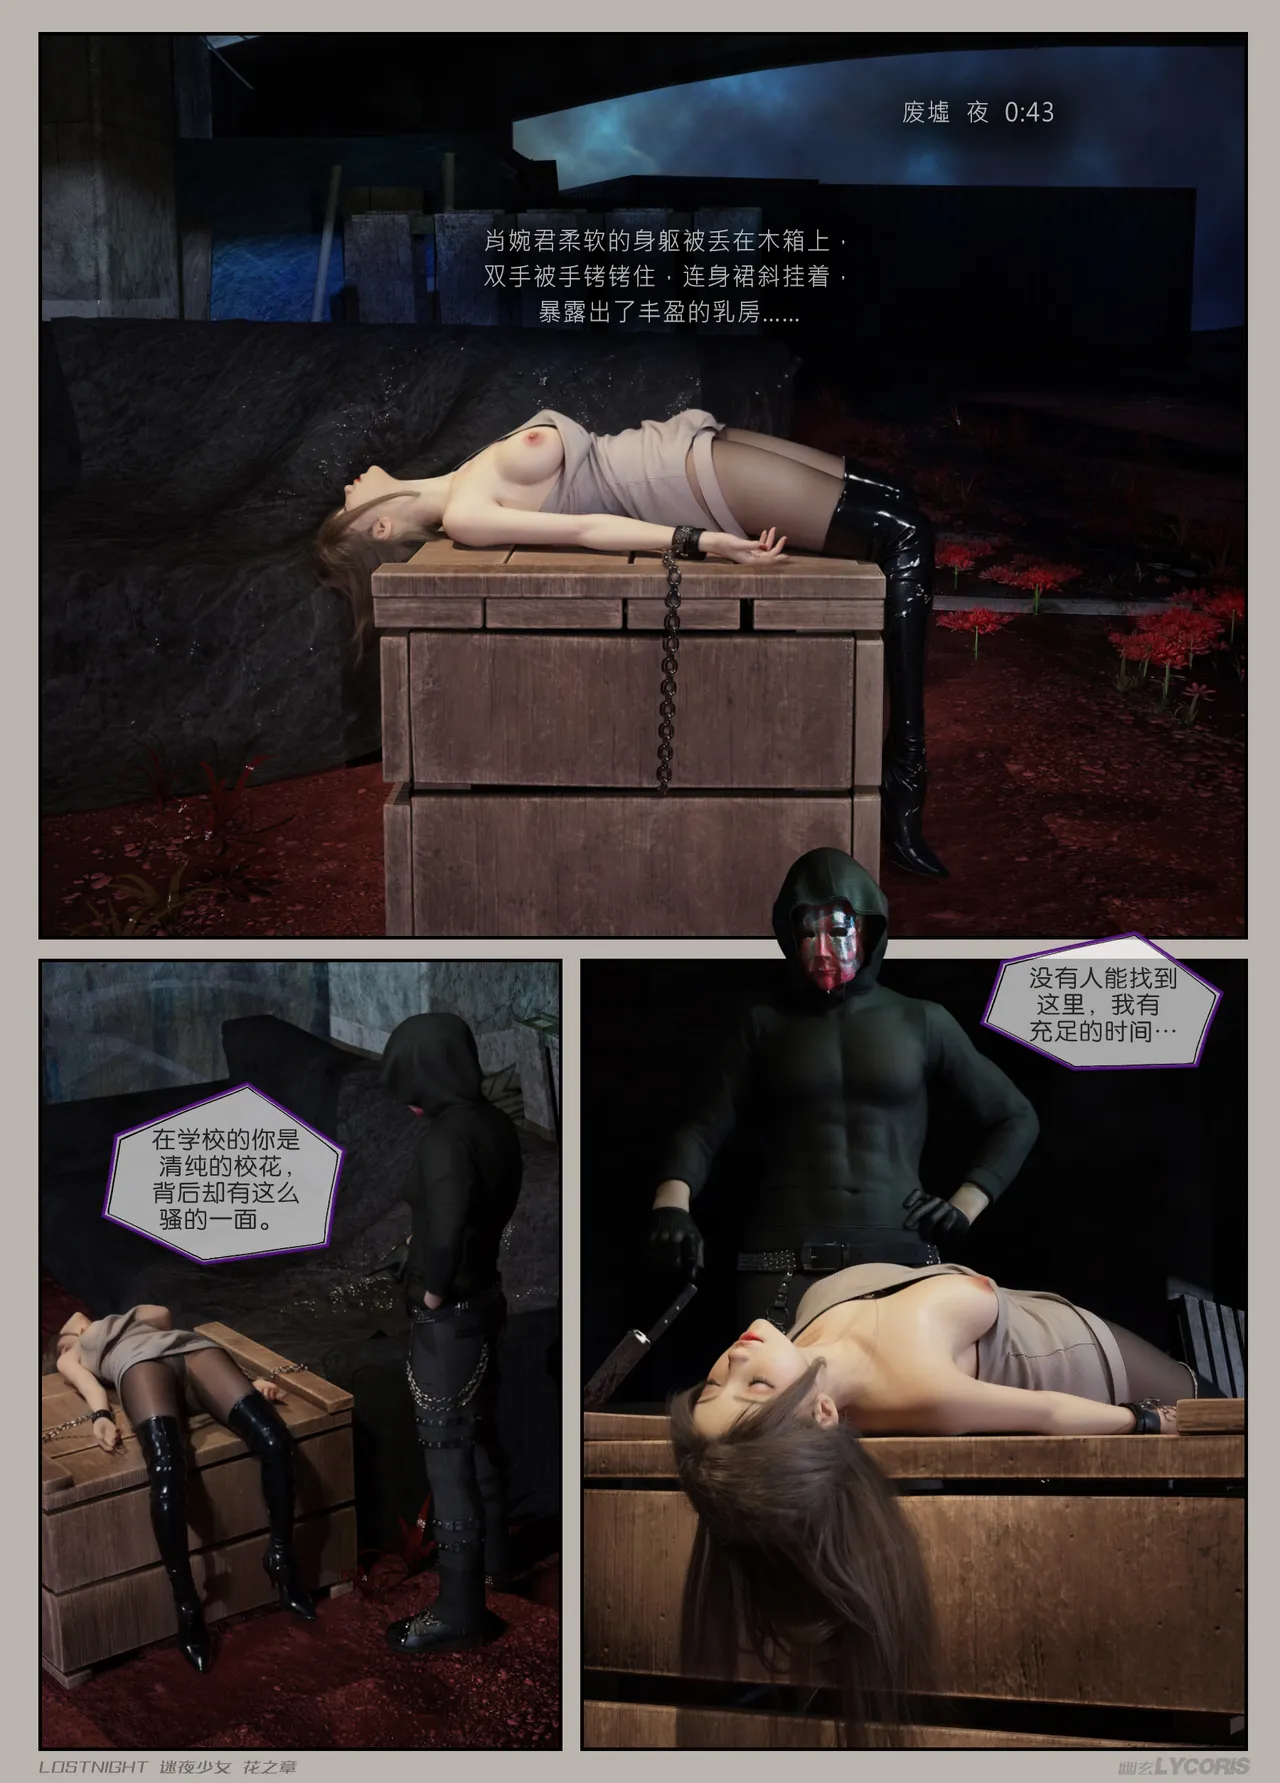 废墟 夜 0:43
肖婉君柔软的身躯被丢在木箱上，
双手被手铐铐住，连身裙斜挂着，
暴露出了丰盈的乳房……
在学校的你是
清纯的校花，
背后却有这么
骚的一面。
没有人能找到
这里，我有
充足的时间…
LOSTNIGHT 迷夜少女 花之章
幽玄LYCORIS